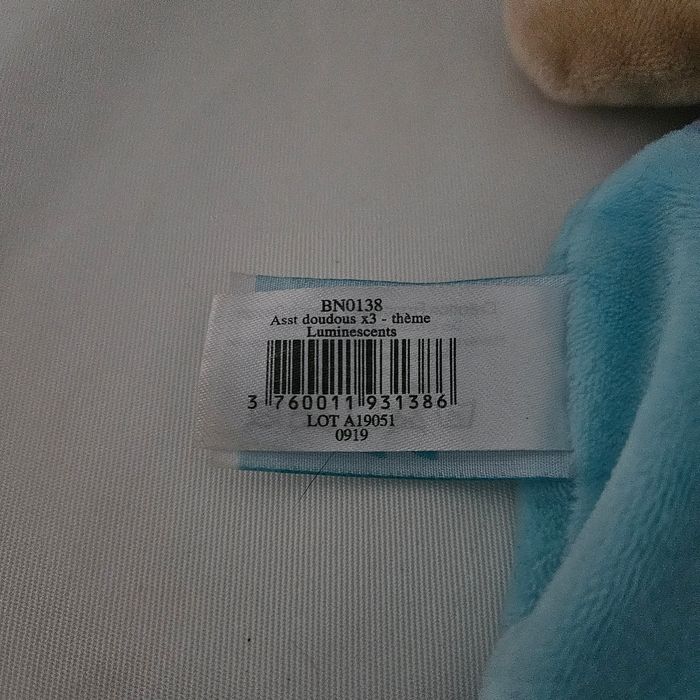 BN0138
Asst doudous x3 - thème
Luminescents
3 760011 931386
LOT A19051
0919